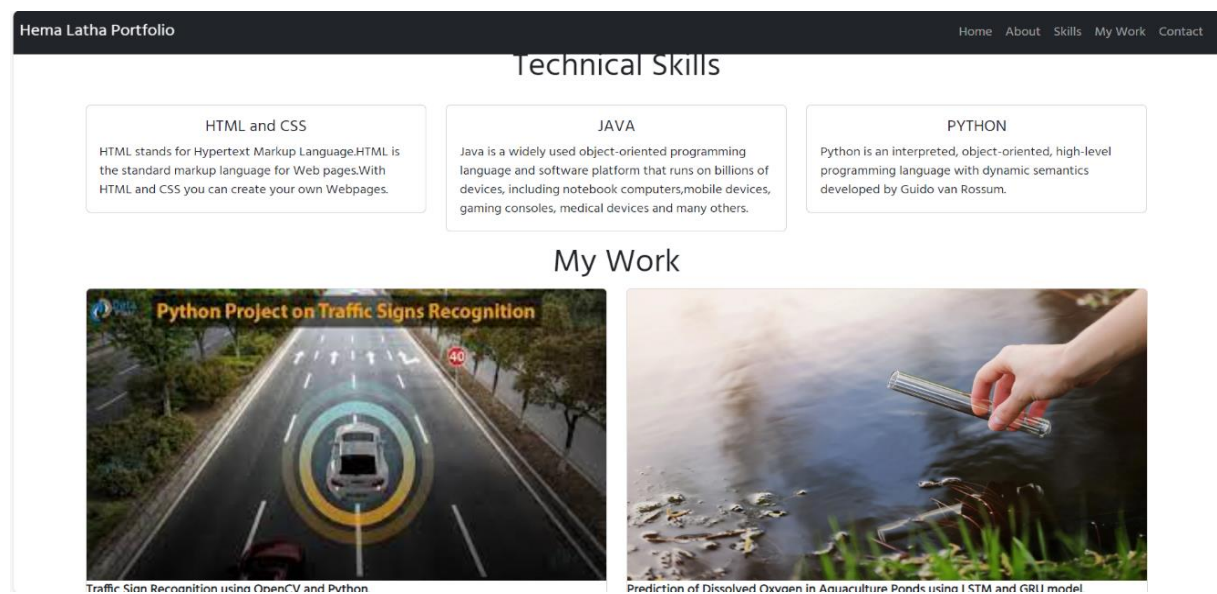 Hema Latha Portfolio
Home About Skills My Work Contact
Technical Skills
HTML and CSS
HTML stands for Hypertext Markup Language.HTML is
the standard markup language for Web pages.With
HTML and CSS you can create your own Webpages.
JAVA
Java is a widely used object-oriented programming
language and software platform that runs on billions of
devices, including notebook computers,mobile devices,
gaming consoles, medical devices and many others.
PYTHON
Python is an interpreted, object-oriented, high-level
programming language with dynamic semantics
developed by Guido van Rossum.
My Work
Python Project on Traffic Signs Recognition
40
Traffic Sign Recognition using OpenCV and Python.
Prediction of Dissolved Oxygen in Aquaculture Ponds using LSTM and GRU model.